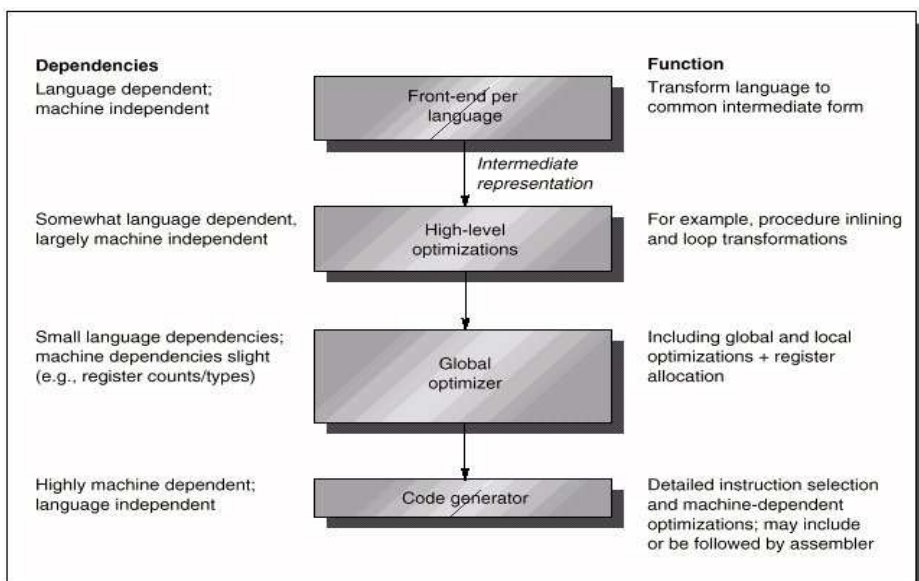 Dependencies
Language dependent;
machine independent
Front-end per
language
Function
Transform language to
common intermediate form
Intermediate
representation
Somewhat language dependent,
largely machine independent
High-level
optimizations
For example, procedure inlining
and loop transformations
Small language dependencies;
machine dependencies slight
(e.g., register counts/types)
Global
optimizer
Including global and local
optimizations + register
allocation
Highly machine dependent;
language independent
Code generator
Detailed instruction selection
and machine-dependent
optimizations; may include
or be followed by assembler